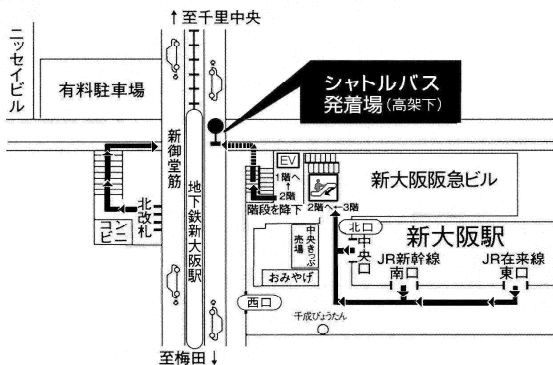 ↑至千里中央
ニッセイビル
有料駐車場
シャトルバス
発着場(高架下)
新御堂筋
地下鉄新大阪駅
北改札
コンビニ
EV
1階へ
↑
2階
階段を降下
2階へ←3階
新大阪阪急ビル
北口
新大阪駅
中央口
中央きっぷ売場
おみやげ
JR新幹線
南口
JR在来線
東口
西口
千成びょうたん
至梅田↓